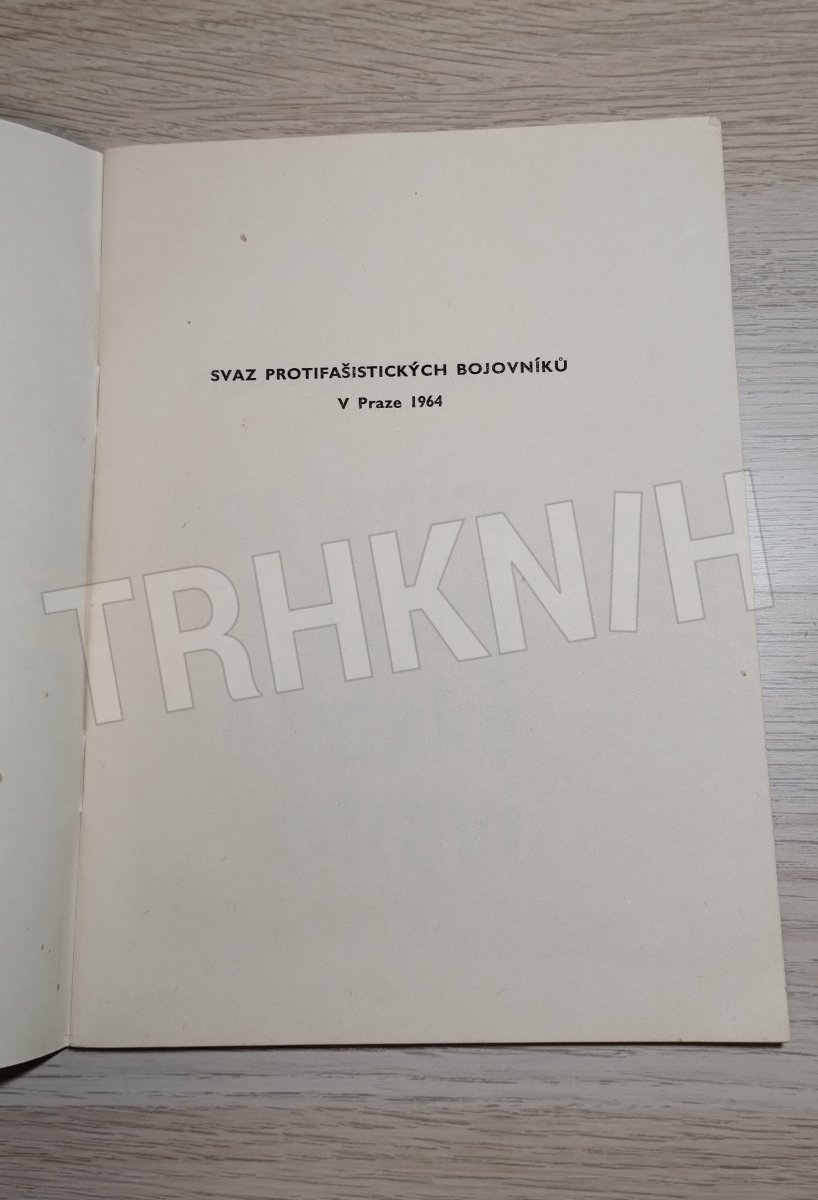 SVAZ PROTIFAŠISTICKÝCH BOJOVNÍKŮ
V Praze 1964
TRHKNIH